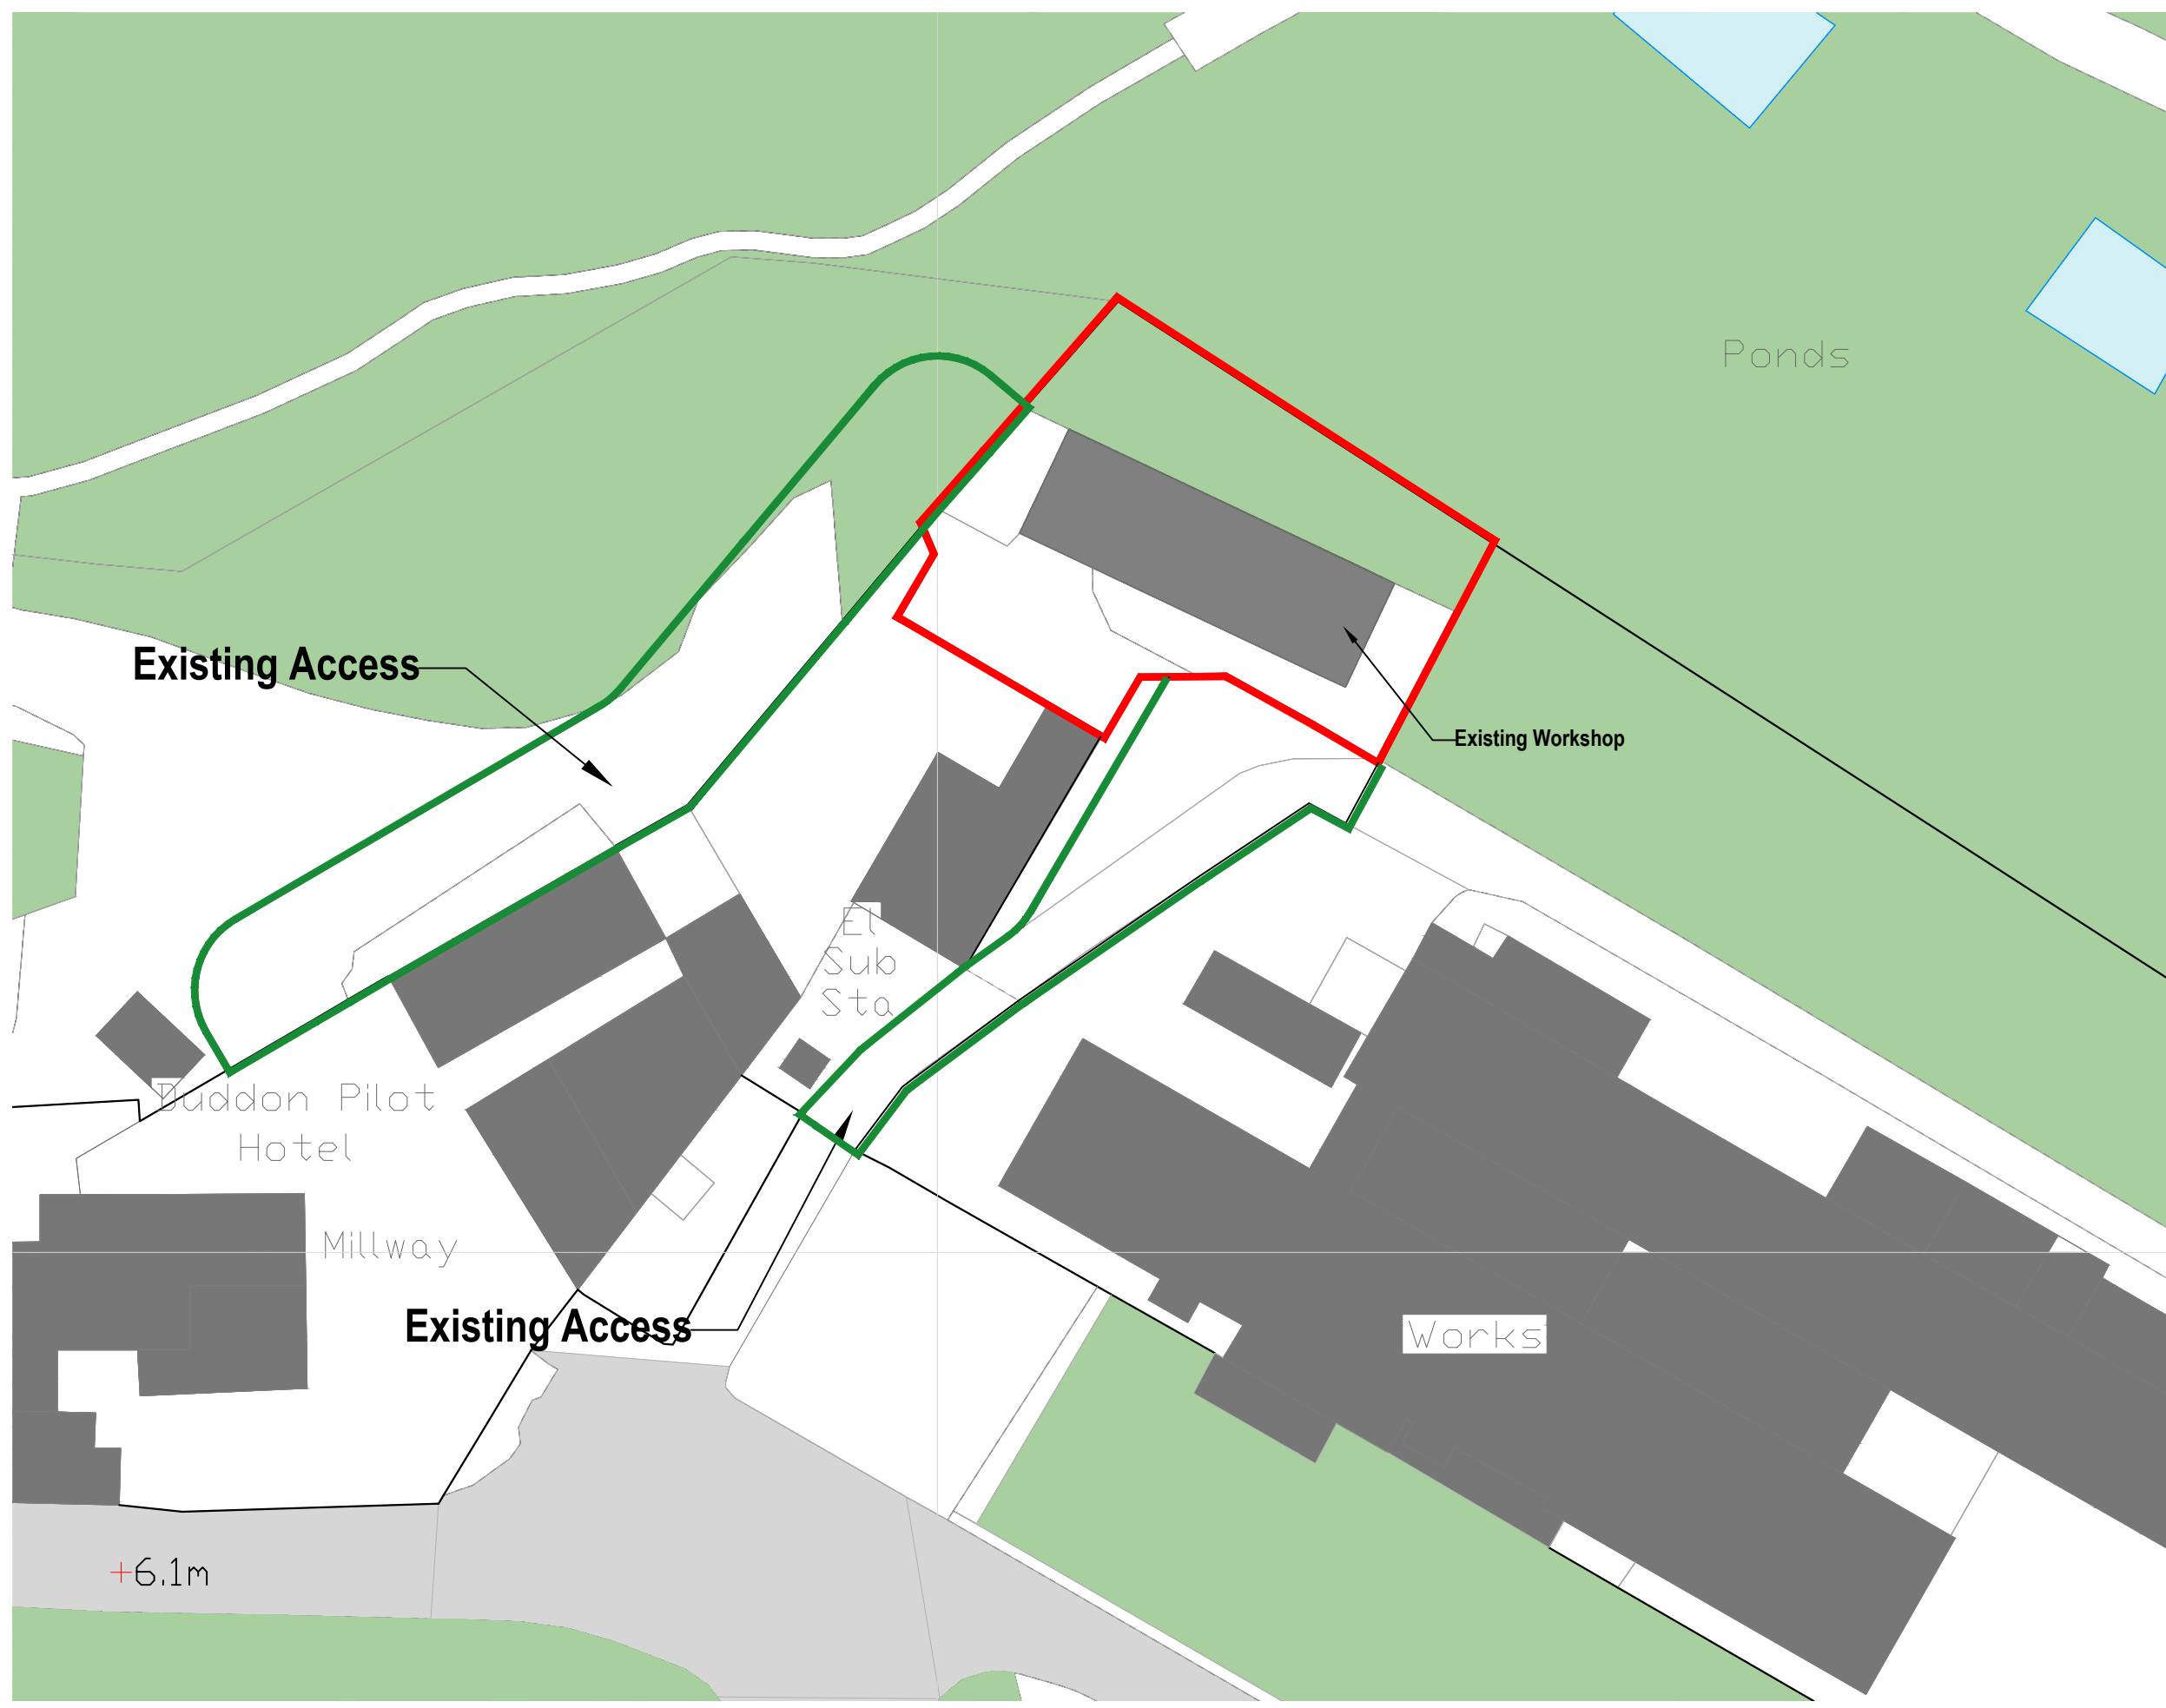 Ponds
Existing Access
Existing Workshop
El
Sub
Sta
Duddon Pilot
Hotel
Millway
Existing Access
Works
6.1m